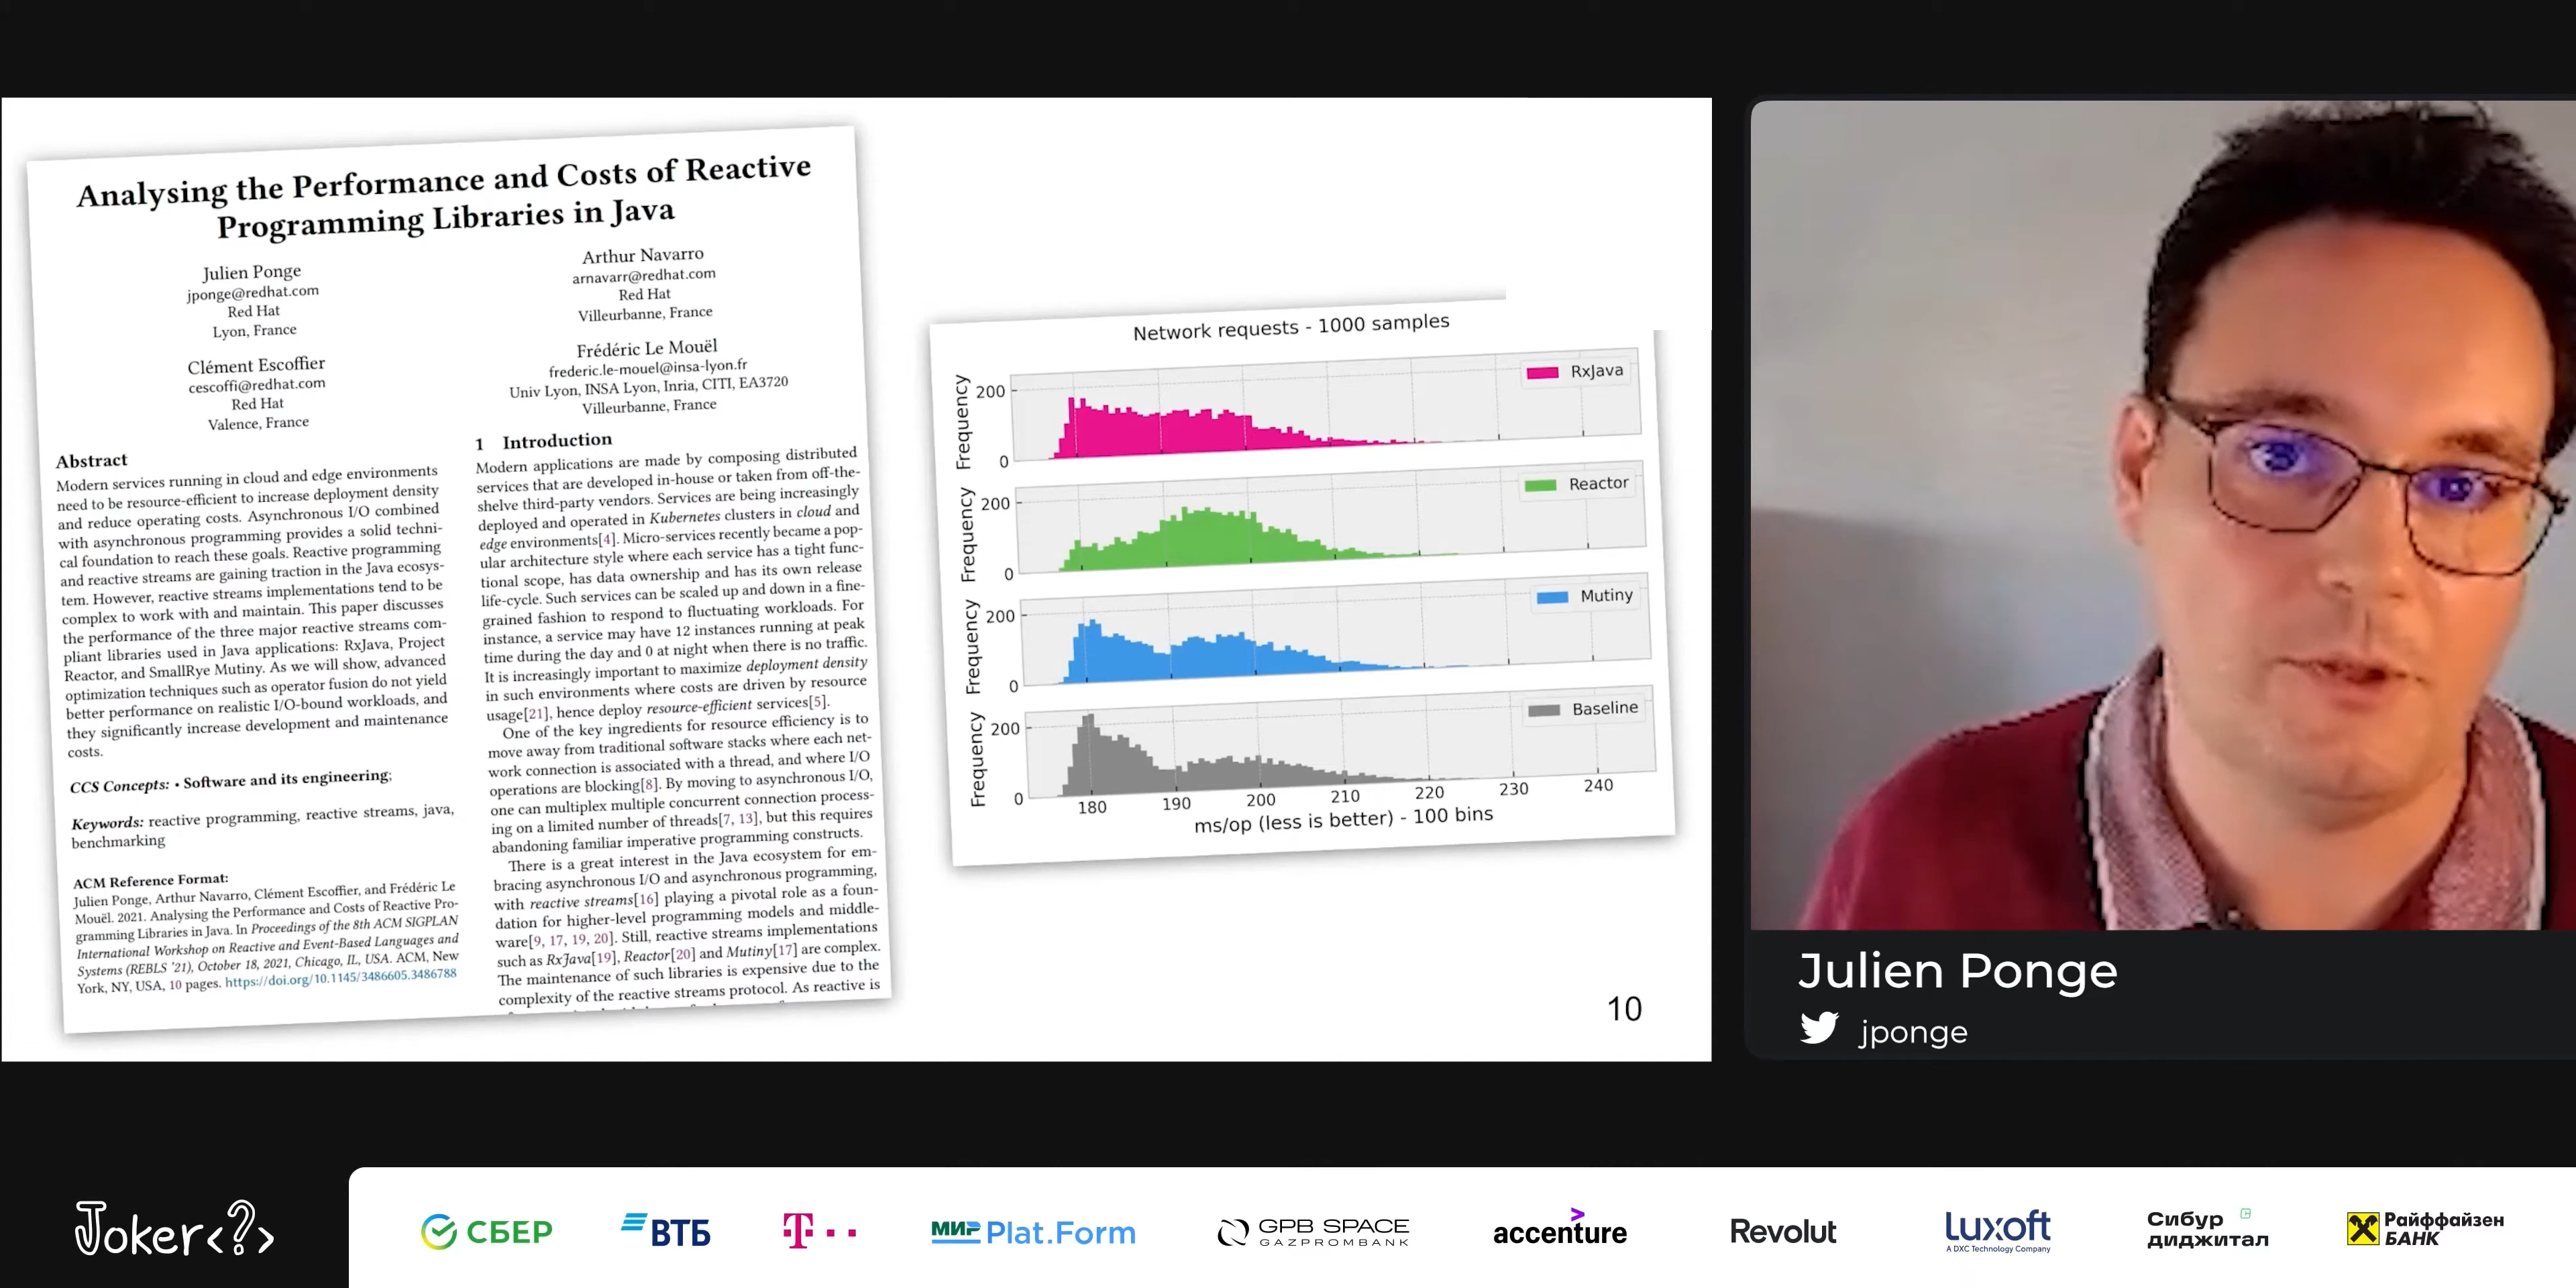 Analysing the Performance and Costs of Reactive
Programming Libraries in Java
Julien Ponge
jponge@redhat.com
Red Hat
Lyon, France
Arthur Navarro
arnavarr@redhat.com
Red Hat
Villeurbanne, France
Clément Escoffier
cescoffi@redhat.com
Red Hat
Valence, France
Frédéric Le Mouël
frederic.le-mouel@insa-lyon.fr
Univ Lyon, INSA Lyon, Inria, CITI, EA3720
Villeurbanne, France
Abstract
Modern services running in cloud and edge environments
need to be resource-efficient to increase deployment density
and reduce operating costs. Asynchronous I/O combined
with asynchronous programming provides a solid techni-
cal foundation to reach these goals. Reactive programming
and reactive streams are gaining traction in the Java ecosys-
tem. However, reactive streams implementations tend to be
complex to work with and maintain. This paper discusses
the performance of the three major reactive streams com-
pliant libraries used in Java applications: RxJava, Project
Reactor, and SmallRye Mutiny. As we will show, advanced
optimization techniques such as operator fusion do not yield
better performance on realistic I/O-bound workloads, and
they significantly increase development and maintenance
costs.
CCS Concepts: • Software and its engineering;
Keywords: reactive programming, reactive streams, java,
benchmarking
ACM Reference Format:
Julien Ponge, Arthur Navarro, Clément Escoffier, and Frédéric Le
Mouël. 2021. Analysing the Performance and Costs of Reactive Pro-
gramming Libraries in Java. In Proceedings of the 8th ACM SIGPLAN
International Workshop on Reactive and Event-Based Languages and
Systems (REBLS '21), October 18, 2021, Chicago, IL, USA. ACM, New
York, NY, USA, 10 pages. https://doi.org/10.1145/3486605.3486788
1 Introduction
Modern applications are made by composing distributed
services that are developed in-house or taken from off-the-
shelve third-party vendors. Services are being increasingly
deployed and operated in Kubernetes clusters in cloud and
edge environments[4]. Micro-services recently became a pop-
ular architecture style where each service has a tight func-
tional scope, has data ownership and has its own release
life-cycle. Such services can be scaled up and down in a fine-
grained fashion to respond to fluctuating workloads. For
instance, a service may have 12 instances running at peak
time during the day and 0 at night when there is no traffic.
It is increasingly important to maximize deployment density
in such environments where costs are driven by resource
usage[21], hence deploy resource-efficient services[5].
One of the key ingredients for resource efficiency is to
move away from traditional software stacks where each net-
work connection is associated with a thread, and where I/O
operations are blocking[8]. By moving to asynchronous I/O,
one can multiplex multiple concurrent connection process-
ing on a limited number of threads[7, 13], but this requires
abandoning familiar imperative programming constructs.
There is a great interest in the Java ecosystem for em-
bracing asynchronous I/O and asynchronous programming,
with reactive streams[16] playing a pivotal role as a foun-
dation for higher-level programming models and middle-
ware[9, 17, 19, 20]. Still, reactive streams implementations
such as RxJava[19], Reactor[20] and Mutiny[17] are complex.
The maintenance of such libraries is expensive due to the
complexity of the reactive streams protocol. As reactive is
Network requests - 1000 samples
Frequency
200
0
RxJava
Frequency
200
0
Reactor
Frequency
200
0
Mutiny
Frequency
200
0
Baseline
180 190 200 210 220 230 240
ms/op (less is better) - 100 bins
10
Julien Ponge
jponge
Joker<?>
СБЕР
ВТБ
T
МИР Plat.Form
GPB SPACE
GAZPROMBANK
accenture
Revolut
Luxoft
A DXC Technology Company
Сибур
диджитал
Райффайзен
БАНК